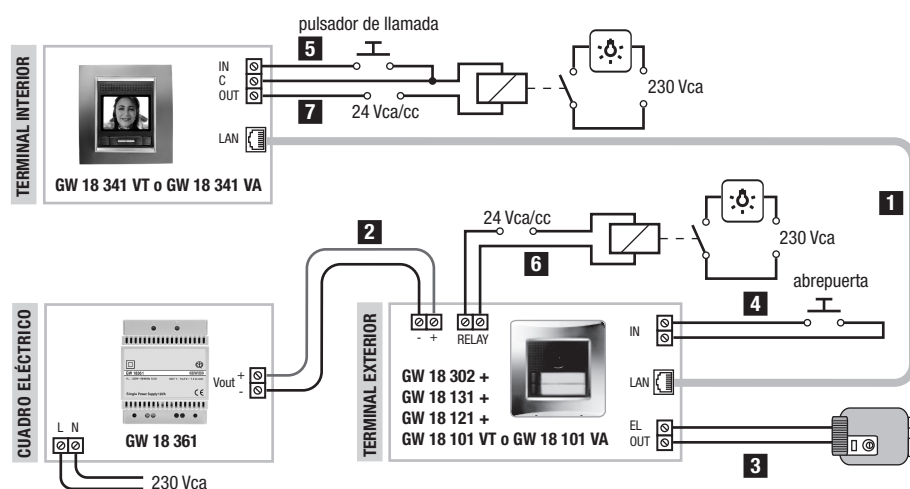 pulsador de llamada
5
TERMINAL INTERIOR
IN
C
OUT
7
24 Vca/cc
230 Vca
LAN
GW 18 341 VT o GW 18 341 VA
1
24 Vca/cc
2
6
230 Vca
abrepuerta
4
CUADRO ELÉCTRICO
Vout
+
-
GW 18 361
L N
230 Vca
TERMINAL EXTERIOR
- +
RELAY
IN
GW 18 302 +
GW 18 131 +
GW 18 121 +
GW 18 101 VT o GW 18 101 VA
LAN
EL
OUT
3